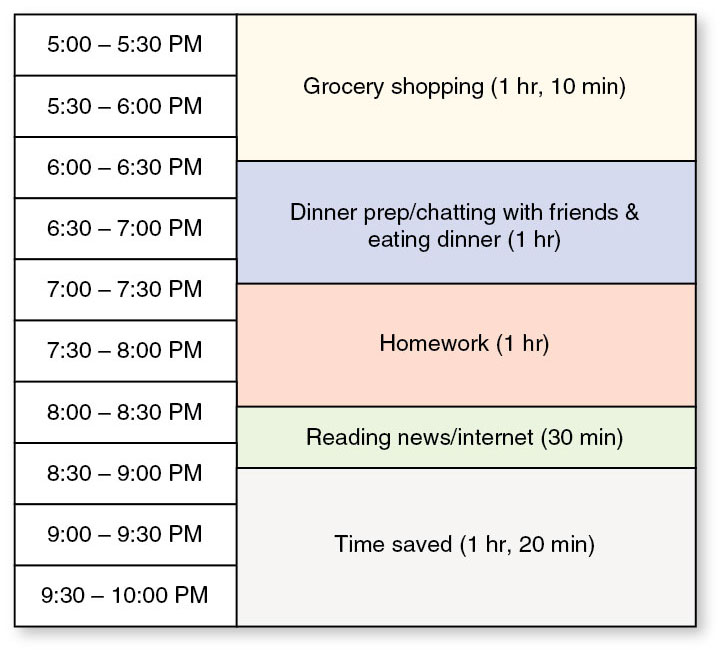 5:00 – 5:30 PM
5:30 – 6:00 PM
6:00 – 6:30 PM
6:30 – 7:00 PM
7:00 – 7:30 PM
7:30 – 8:00 PM
8:00 – 8:30 PM
8:30 – 9:00 PM
9:00 – 9:30 PM
9:30 – 10:00 PM
Grocery shopping (1 hr, 10 min)
Dinner prep/chatting with friends &
eating dinner (1 hr)
Homework (1 hr)
Reading news/internet (30 min)
Time saved (1 hr, 20 min)